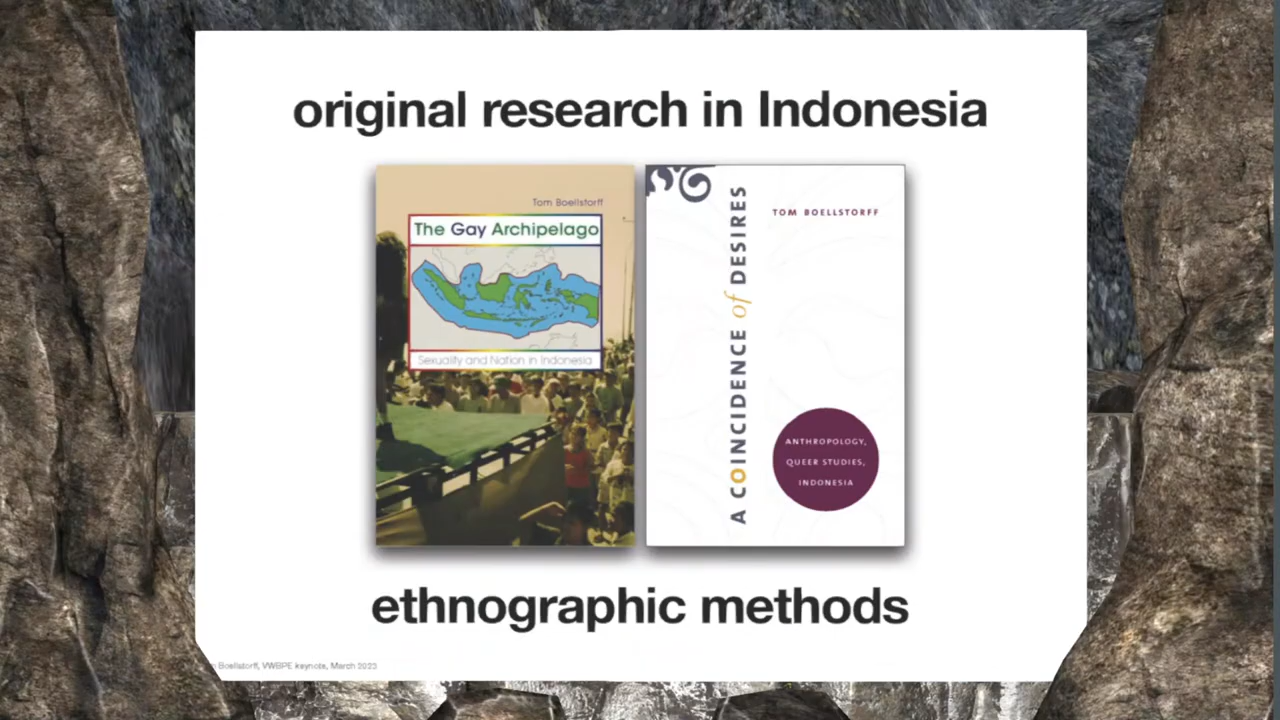 original research in Indonesia
Tom Boellstorff
The Gay Archipelago
Sexuality and Nation in Indonesia
A COINCIDENCE of DESIRES
TOM BOELLSTORFF
ANTHROPOLOGY,
QUEER STUDIES,
INDONESIA
ethnographic methods
Boellstorff, VWBPE keynote, March 2023